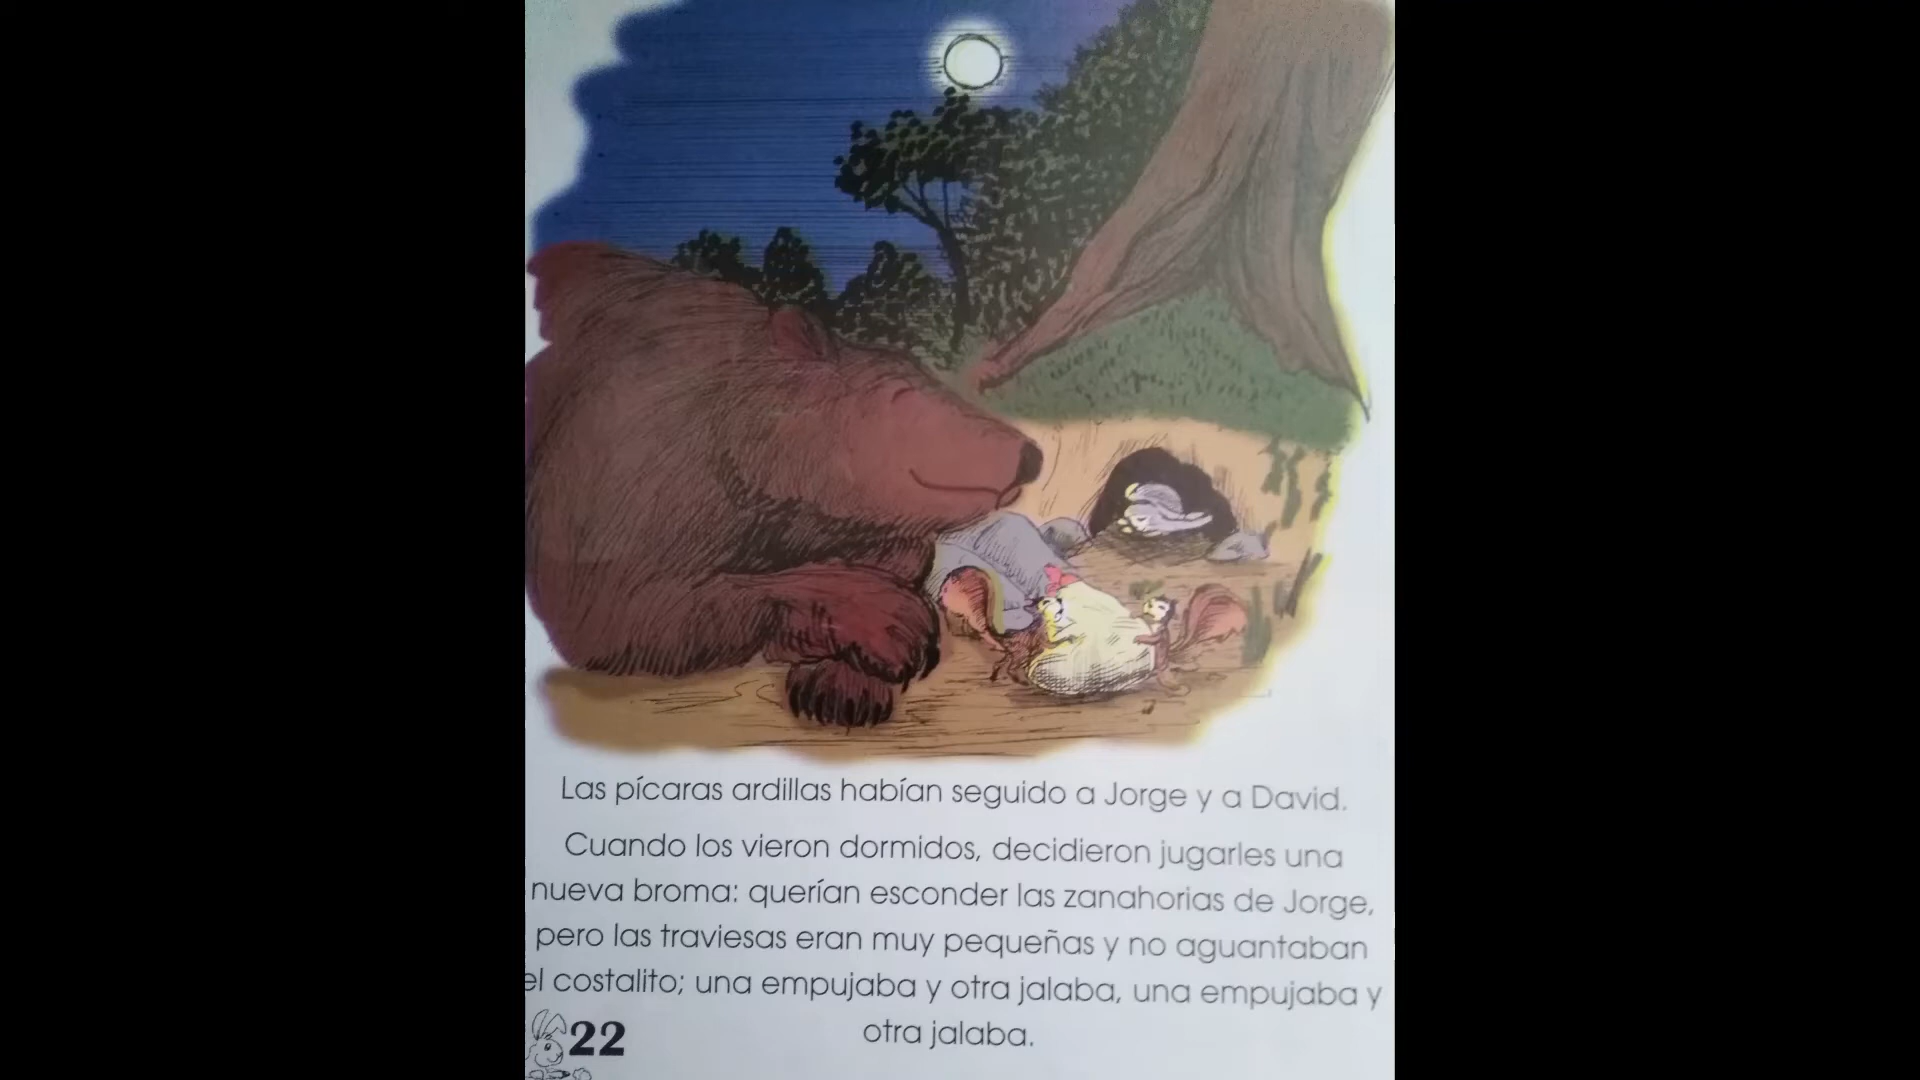 Las pícaras ardillas habían seguido a Jorge y a David.
Cuando los vieron dormidos, decidieron jugarles una
nueva broma: querían esconder las zanahorias de Jorge,
pero las traviesas eran muy pequeñas y no aguantaban
el costalito; una empujaba y otra jalaba, una empujaba y
otra jalaba.
22